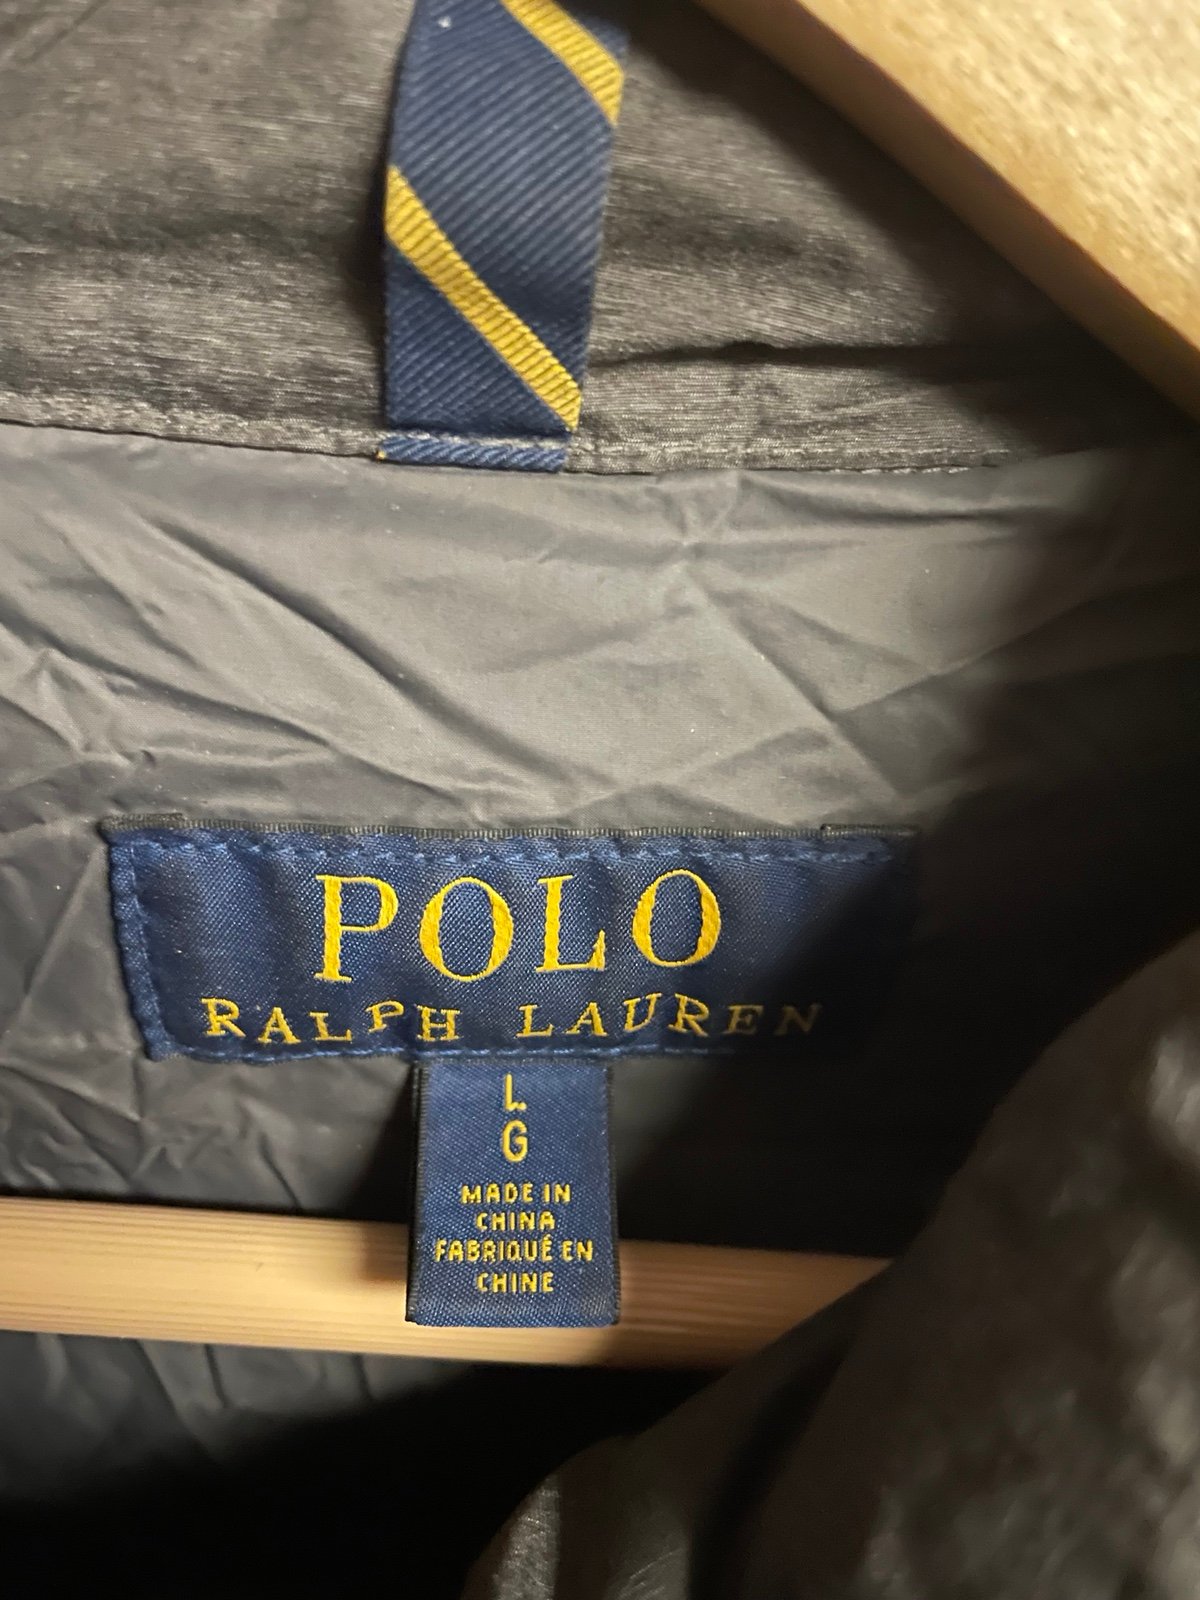 POLO
RALPH LAUREN
L
G
MADE IN
CHINA
FABRIQUÉ EN
CHINE